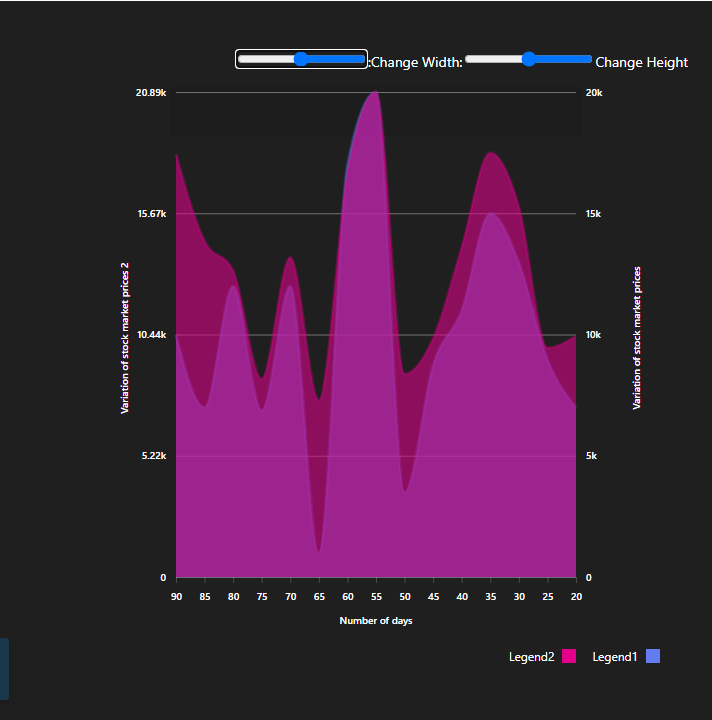 :Change Width: Change Height
20.89k 20k
15.67k 15k
10.44k 10k
5.22k 5k
0 0
Variation of stock market prices 2
Variation of stock market prices
90 85 80 75 70 65 60 55 50 45 40 35 30 25 20
Number of days
Legend2 Legend1